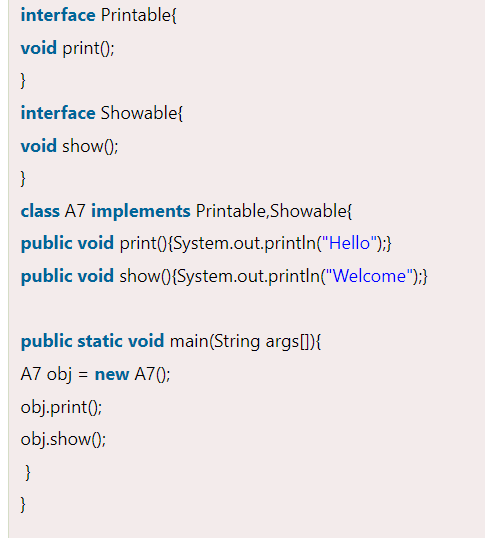 interface Printable{
void print();
}
interface Showable{
void show();
}
class A7 implements Printable,Showable{
public void print(){System.out.println("Hello");}
public void show(){System.out.println("Welcome");}
public static void main(String args[]){
A7 obj = new A7();
obj.print();
obj.show();
}
}